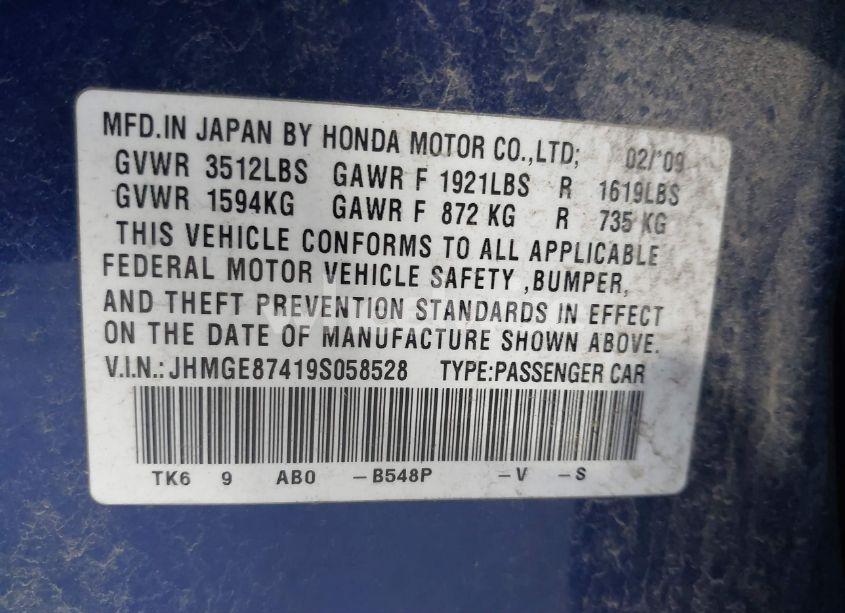 MFD.IN JAPAN BY HONDA MOTOR CO.,LTD; 02/'09
GVWR 3512LBS GAWR F 1921LBS R 1619LBS
GVWR 1594KG GAWR F 872 KG R 735 KG
THIS VEHICLE CONFORMS TO ALL APPLICABLE
FEDERAL MOTOR VEHICLE SAFETY ,BUMPER,
AND THEFT PREVENTION STANDARDS IN EFFECT
ON THE DATE OF MANUFACTURE SHOWN ABOVE.
V.I.N.: JHMGE87419S058528 TYPE:PASSENGER CAR
TK6 9 AB0 -B548P -V -S